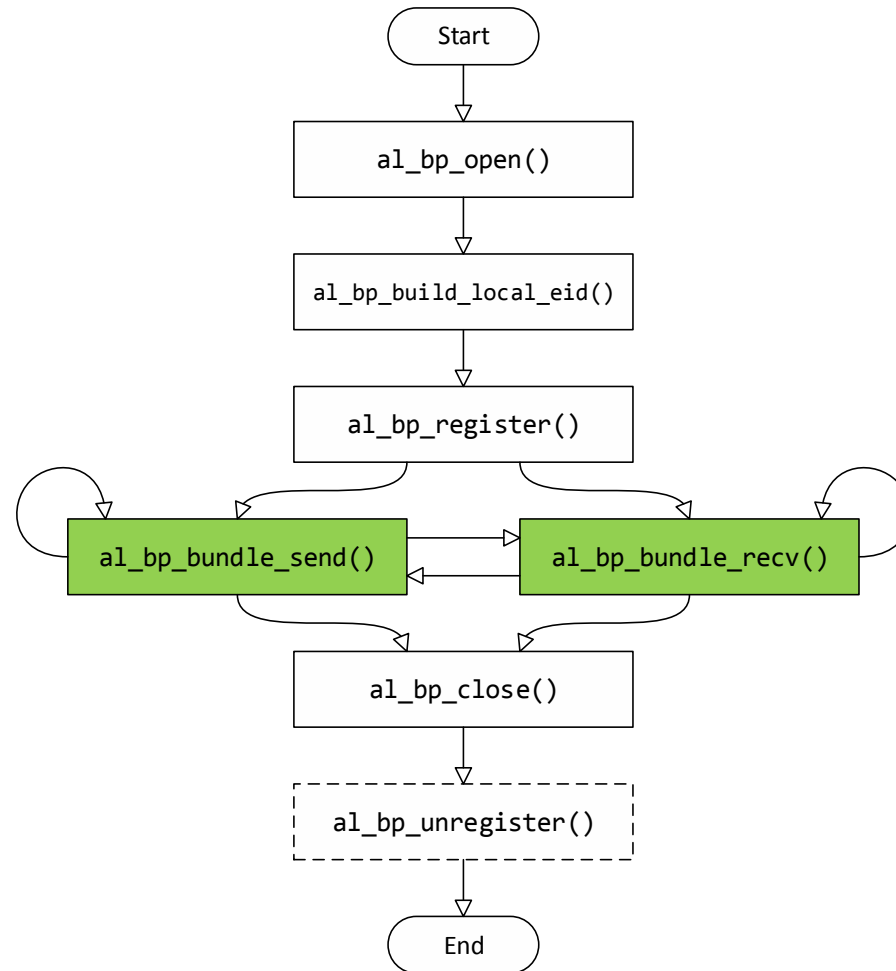 Start
al_bp_open()
al_bp_build_local_eid()
al_bp_register()
al_bp_bundle_send()
al_bp_bundle_recv()
al_bp_close()
al_bp_unregister()
End